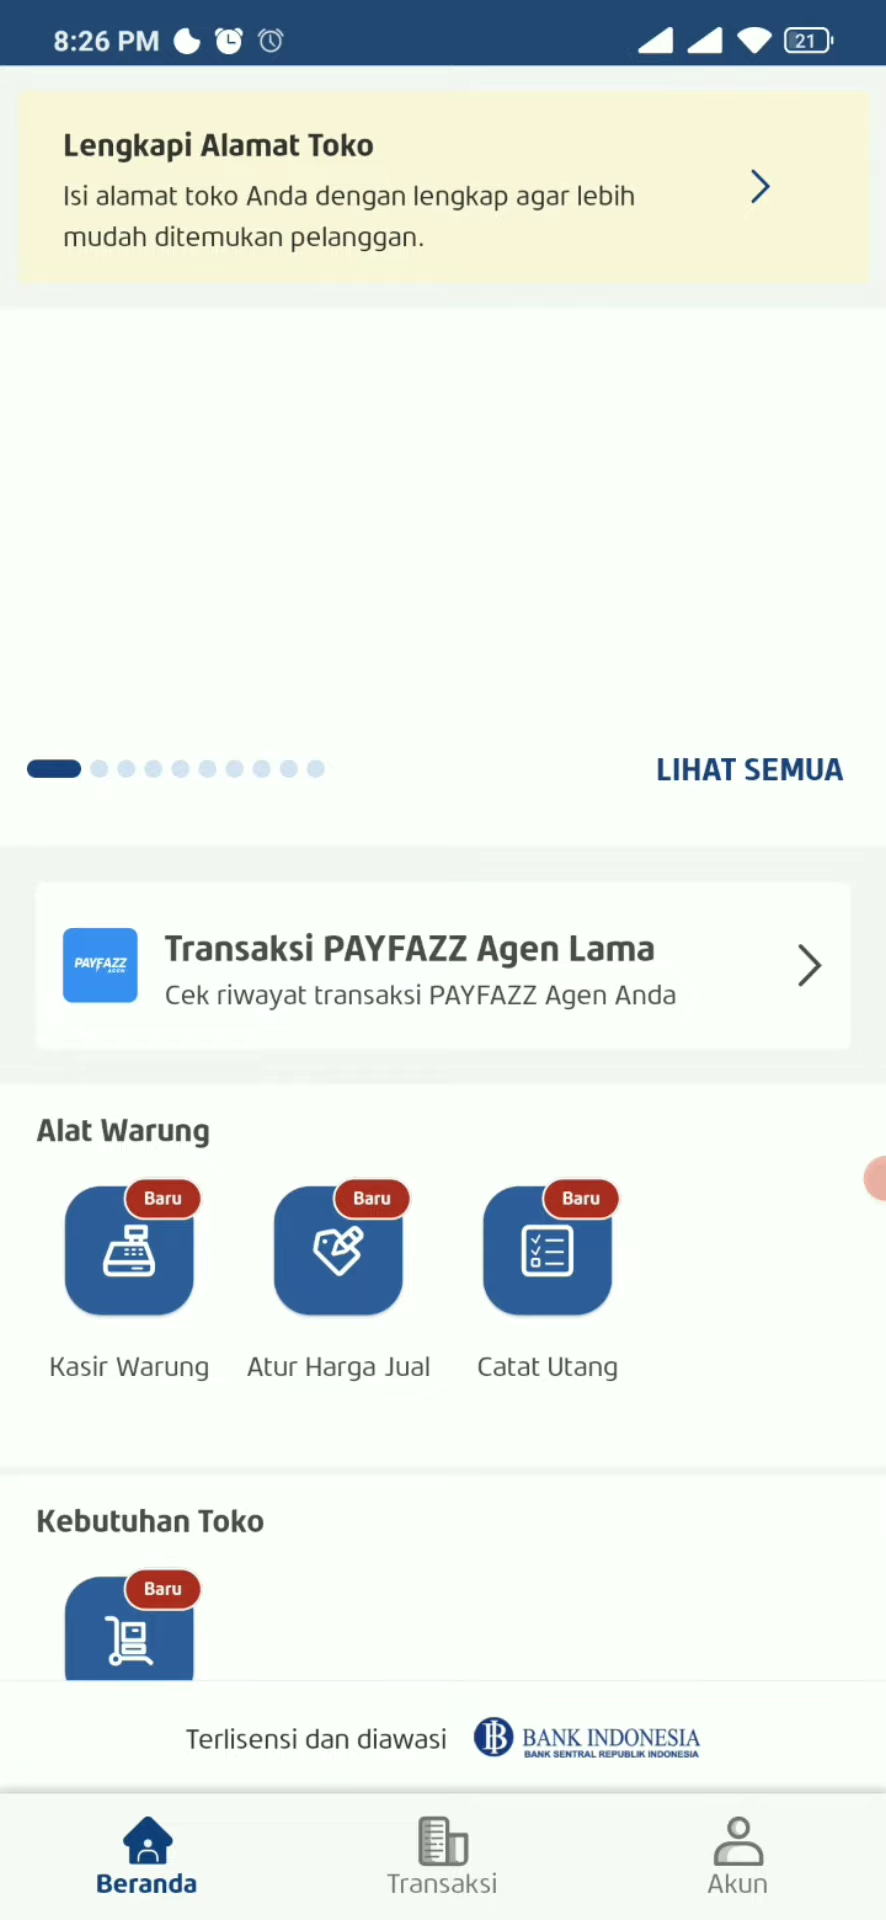 8:26 PM
21
Lengkapi Alamat Toko
Isi alamat toko Anda dengan lengkap agar lebih
mudah ditemukan pelanggan.
LIHAT SEMUA
PAYFAZZ
AGEN
Transaksi PAYFAZZ Agen Lama
Cek riwayat transaksi PAYFAZZ Agen Anda
Alat Warung
Baru
Baru
Baru
Kasir Warung
Atur Harga Jual
Catat Utang
Kebutuhan Toko
Baru
Terlisensi dan diawasi
BANK INDONESIA
BANK SENTRAL REPUBLIK INDONESIA
Beranda
Transaksi
Akun